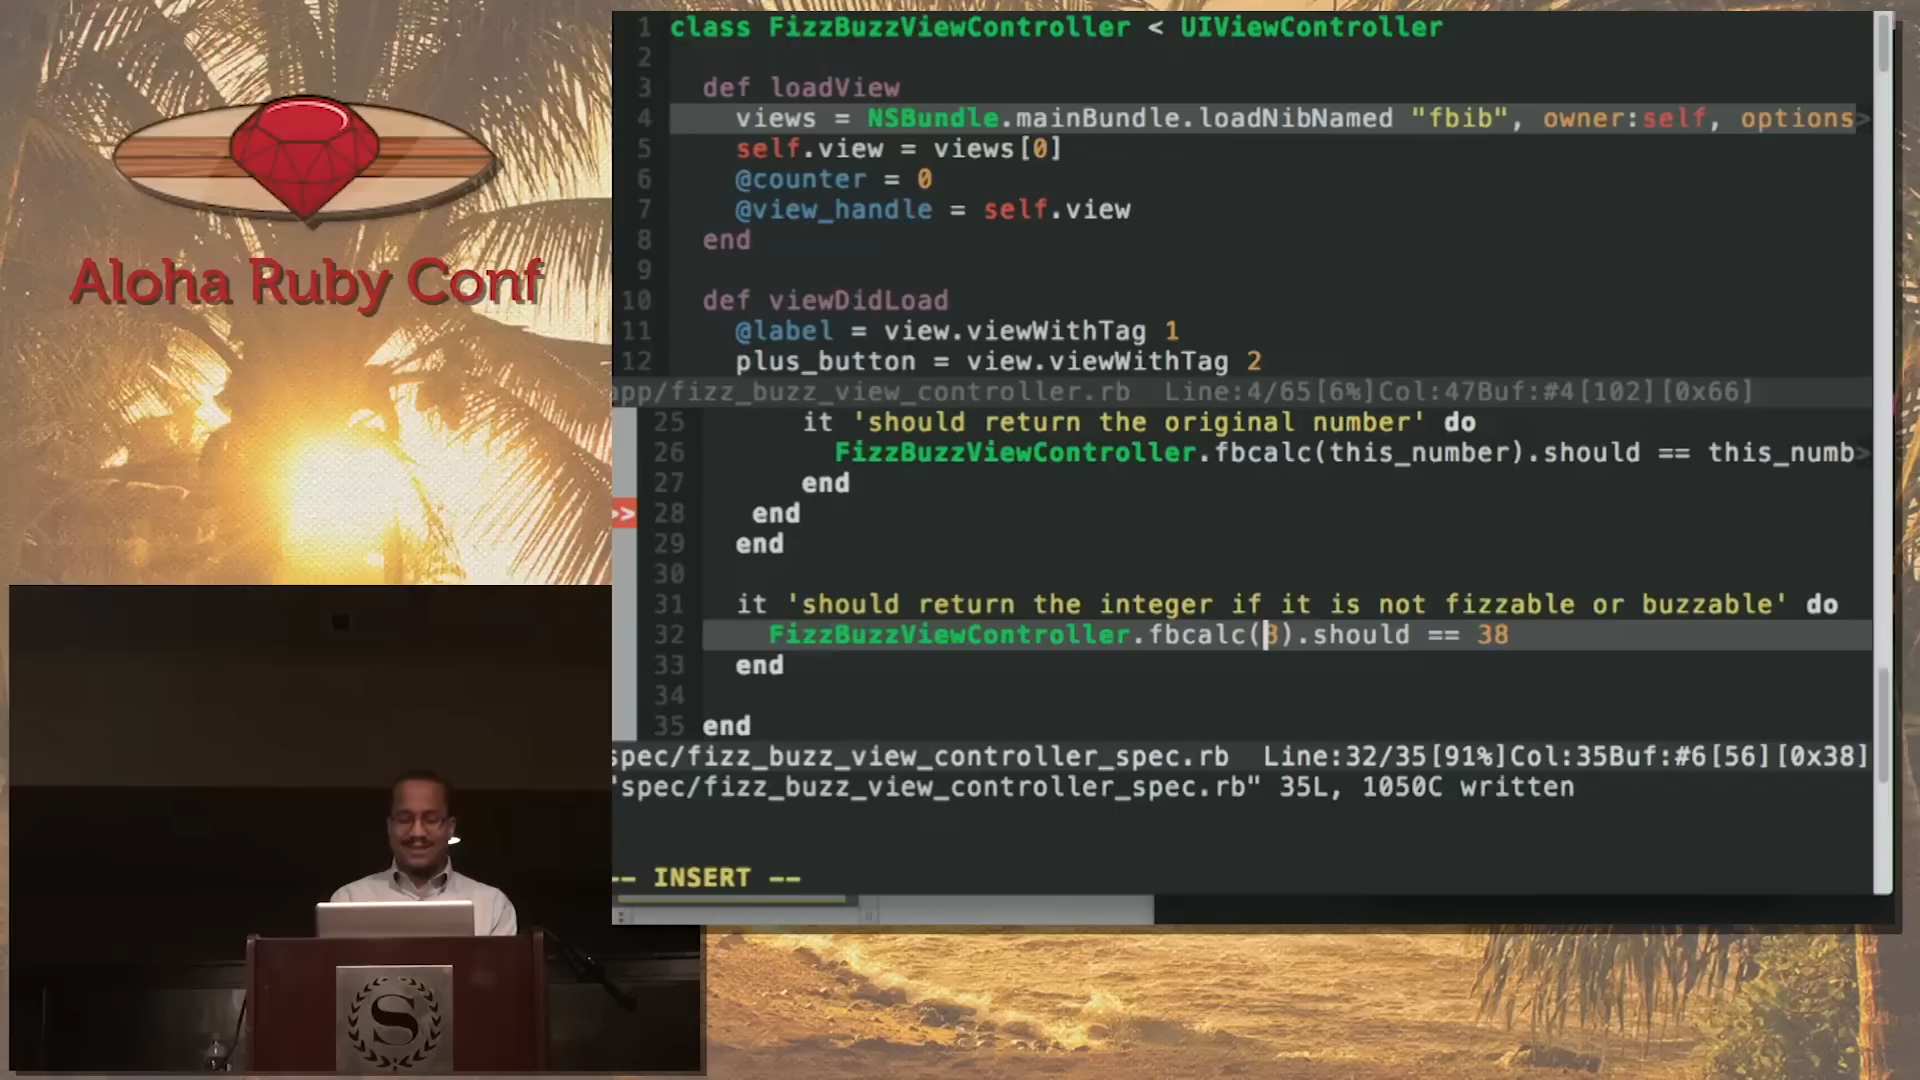 Aloha Ruby Conf
1 class FizzBuzzViewController < UIViewController
2
3 def loadView
4 views = NSBundle.mainBundle.loadNibNamed "fbib", owner:self, options>
5 self.view = views[0]
6 @counter = 0
7 @view_handle = self.view
8 end
9
10 def viewDidLoad
11 @label = view.viewWithTag 1
12 plus_button = view.viewWithTag 2
app/fizz_buzz_view_controller.rb Line:4/65[6%]Col:47Buf:#4[102][0x66]
25 it 'should return the original number' do
26 FizzBuzzViewController.fbcalc(this_number).should == this_numb>
27 end
>> 28 end
29 end
30
31 it 'should return the integer if it is not fizzable or buzzable' do
32 FizzBuzzViewController.fbcalc(8).should == 38
33 end
34
35 end
spec/fizz_buzz_view_controller_spec.rb Line:32/35[91%]Col:35Buf:#6[56][0x38]
"spec/fizz_buzz_view_controller_spec.rb" 35L, 1050C written
-- INSERT --
S